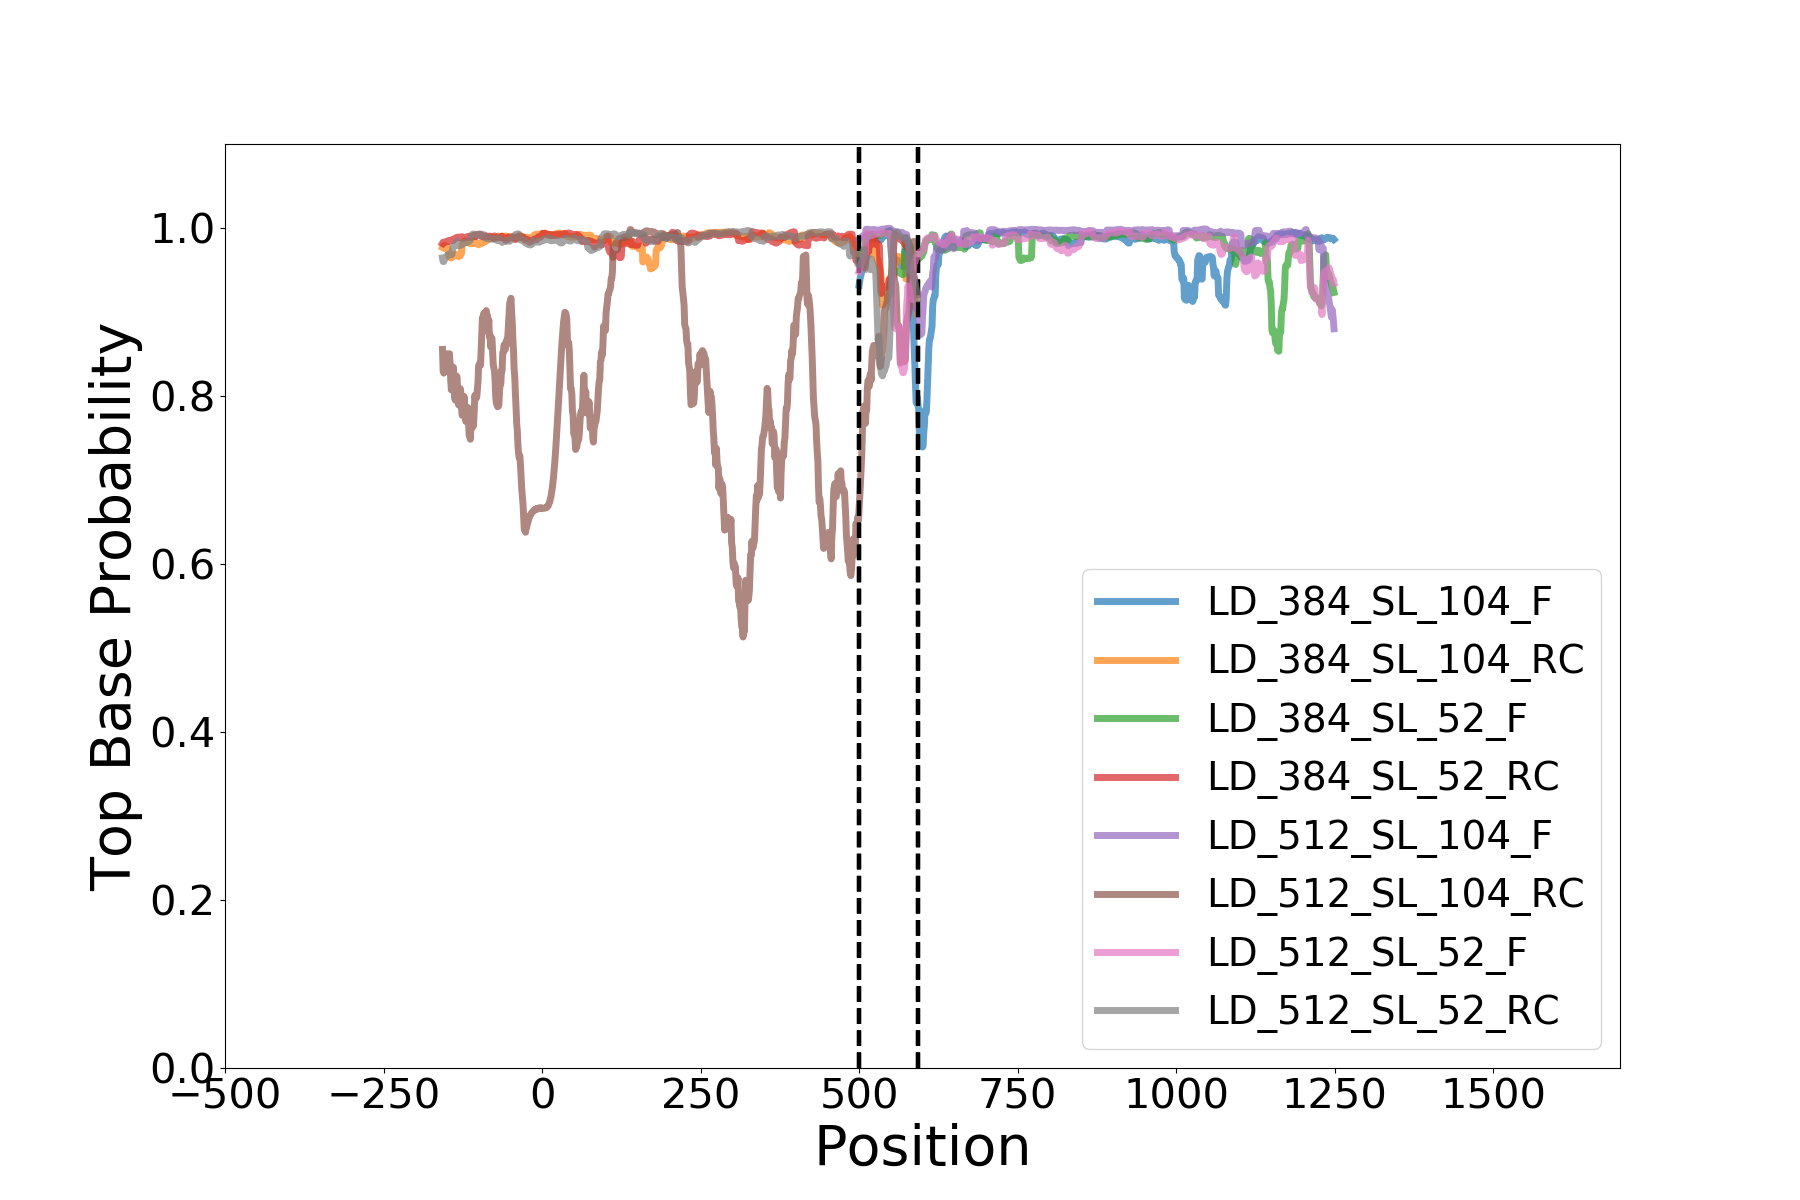 1.0
0.8
0.6
0.4
0.2
0.0
Top Base Probability
−500 −250 0 250 500 750 1000 1250 1500
Position
LD_384_SL_104_F
LD_384_SL_104_RC
LD_384_SL_52_F
LD_384_SL_52_RC
LD_512_SL_104_F
LD_512_SL_104_RC
LD_512_SL_52_F
LD_512_SL_52_RC